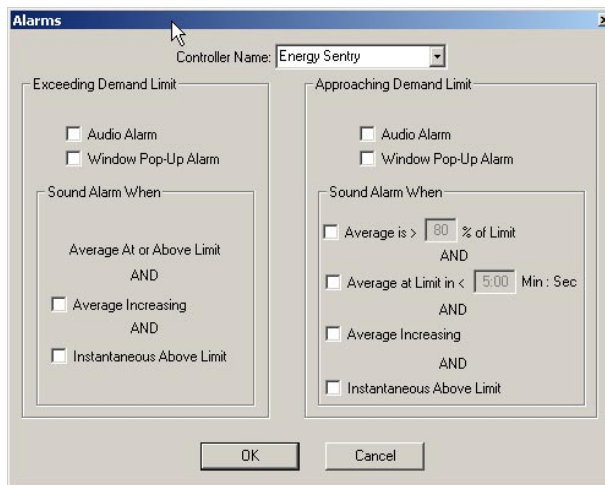 Alarms
Controller Name: Energy Sentry
Exceeding Demand Limit
Audio Alarm
Window Pop-Up Alarm
Sound Alarm When
Average At or Above Limit
AND
Average Increasing
AND
Instantaneous Above Limit
Approaching Demand Limit
Audio Alarm
Window Pop-Up Alarm
Sound Alarm When
Average is > 80 % of Limit
AND
Average at Limit in < 5:00 Min : Sec
AND
Average Increasing
AND
Instantaneous Above Limit
OK
Cancel